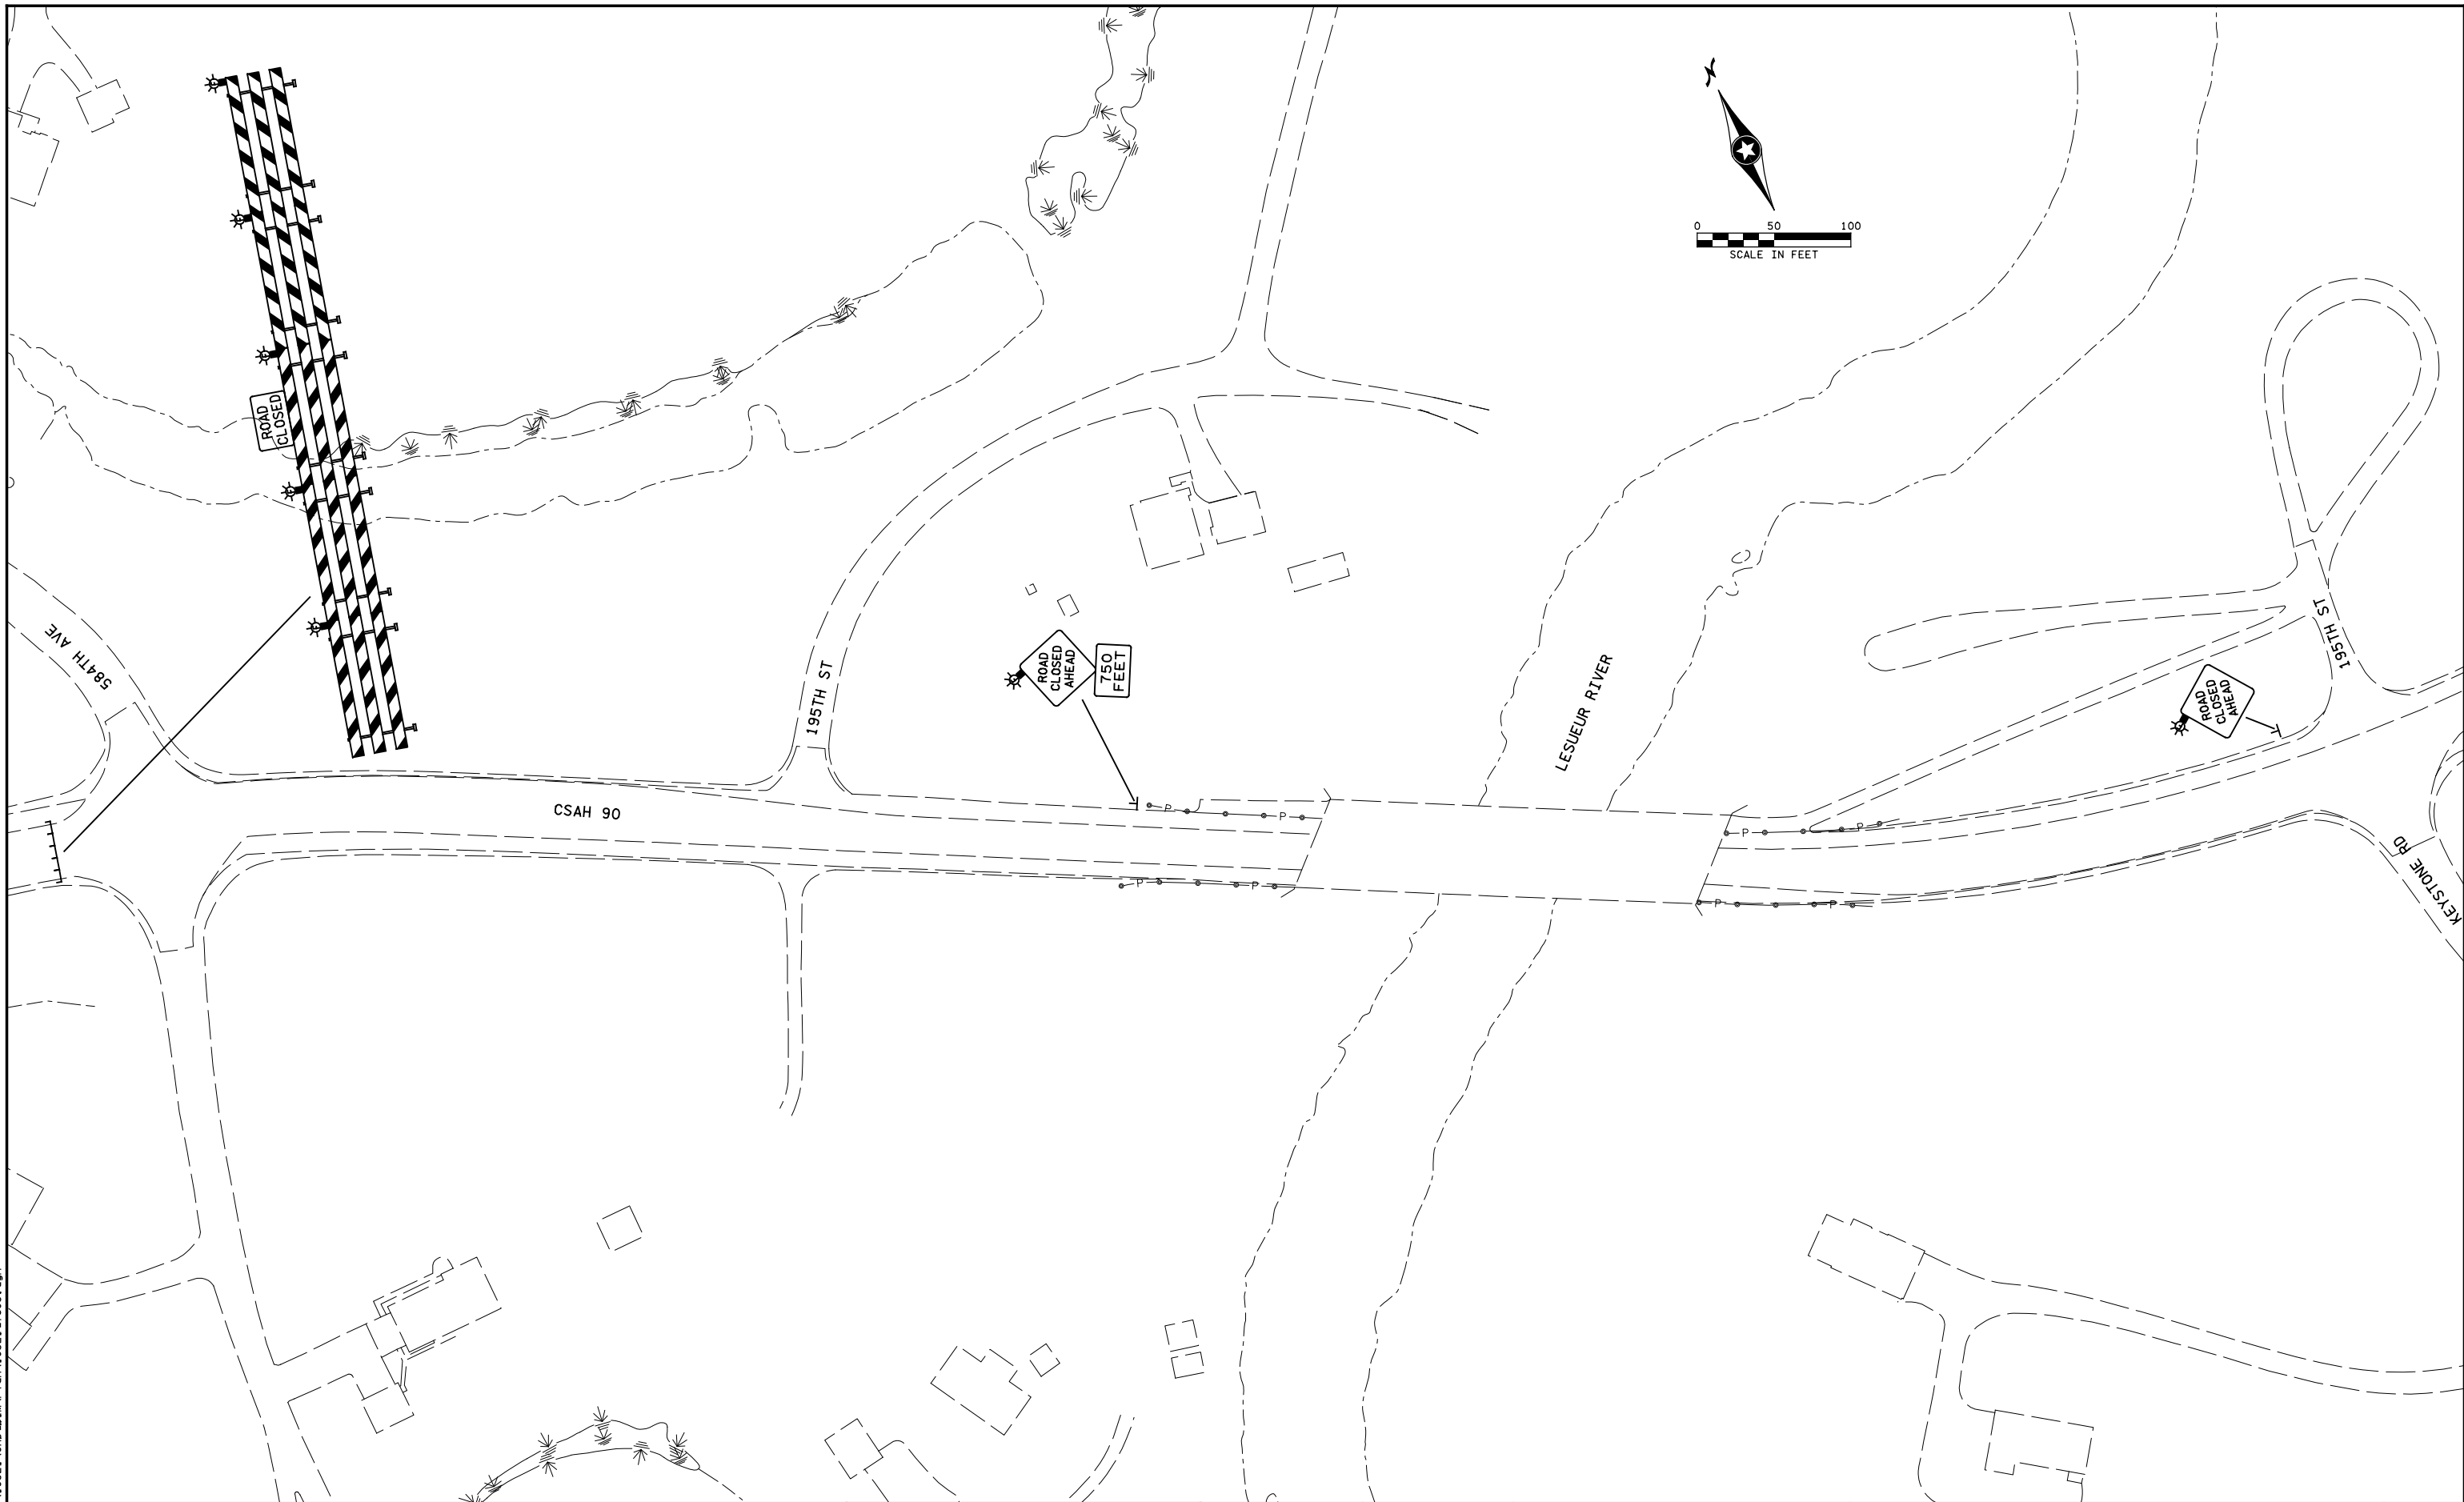 0 50 100
SCALE IN FEET
ROAD
CLOSED
584TH AVE
195TH ST
ROAD
CLOSED
AHEAD
750
FEET
LESUEUR RIVER
195TH ST
ROAD
CLOSED
AHEAD
CSAH 90
P
P
P
P
P
P
P
P
KEYSTONE RD